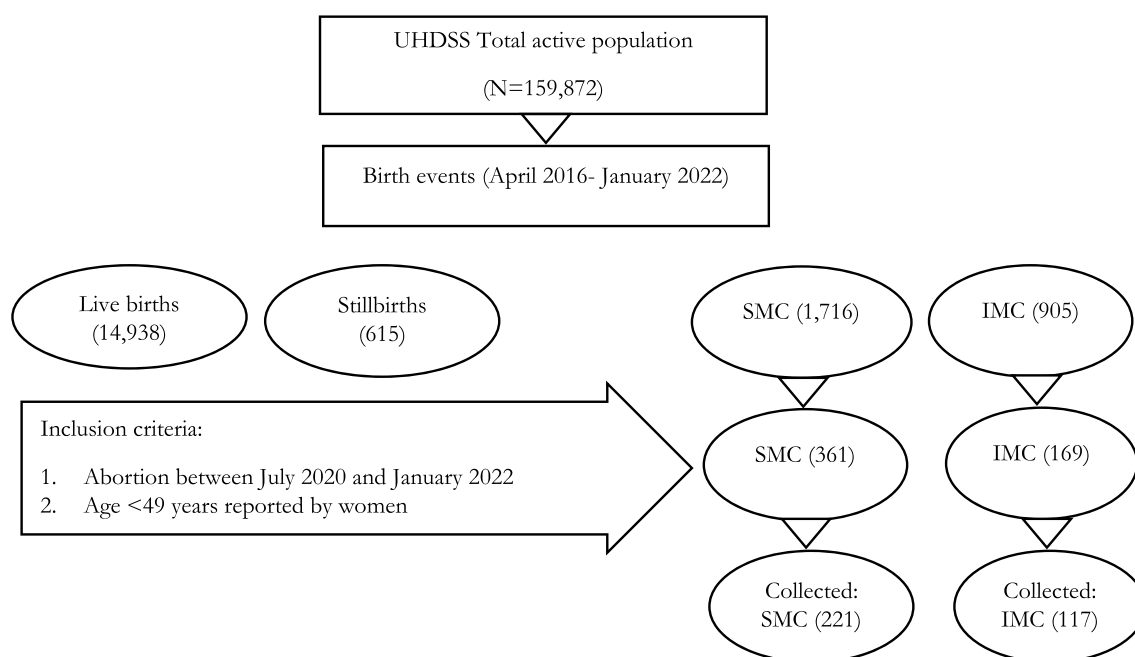 UHDSS Total active population
(N=159,872)
Birth events (April 2016- January 2022)
Live births
(14,938)
Stillbirths
(615)
SMC (1,716)
IMC (905)
Inclusion criteria:
1. Abortion between July 2020 and January 2022
2. Age <49 years reported by women
SMC (361)
IMC (169)
Collected:
SMC (221)
Collected:
IMC (117)